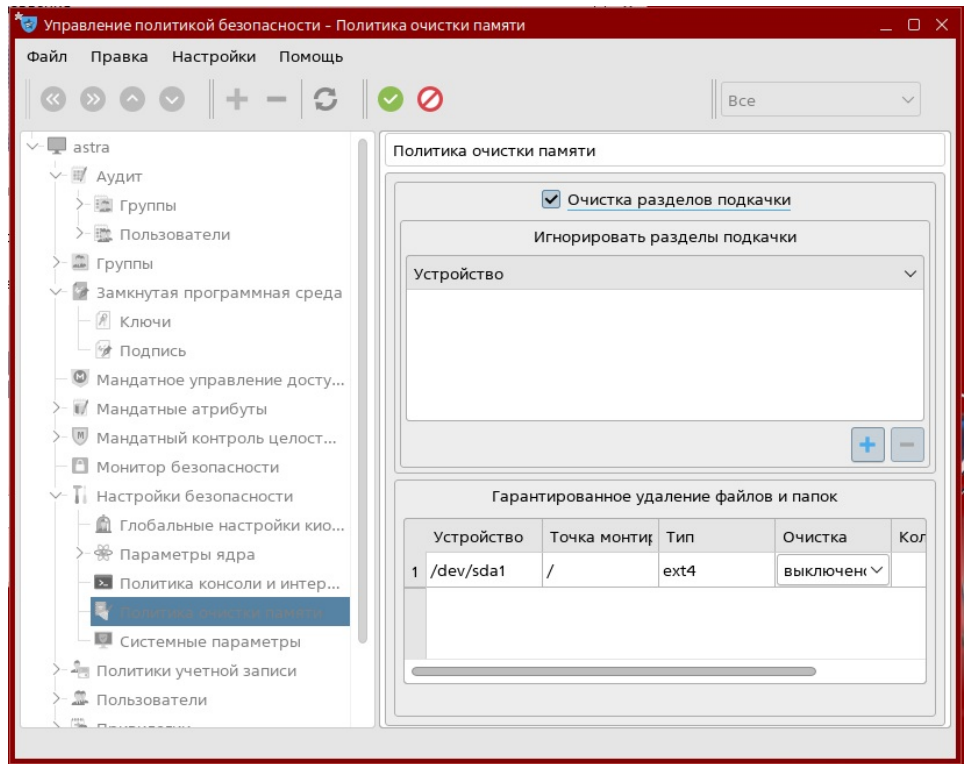 Управление политикой безопасности – Политика очистки памяти
Файл Правка Настройки Помощь
Все
astra
Аудит
Группы
Пользователи
Группы
Замкнутая программная среда
Ключи
Подпись
Мандатное управление досту...
Мандатные атрибуты
Мандатный контроль целост...
Монитор безопасности
Настройки безопасности
Глобальные настройки кио...
Параметры ядра
Политика консоли и интер...
Политика очистки памяти
Системные параметры
Политики учетной записи
Пользователи
Политика очистки памяти
Очистка разделов подкачки
Игнорировать разделы подкачки
Устройство
Гарантированное удаление файлов и папок
Устройство Точка монтир Тип Очистка Кол
1 /dev/sda1 / ext4 выключено